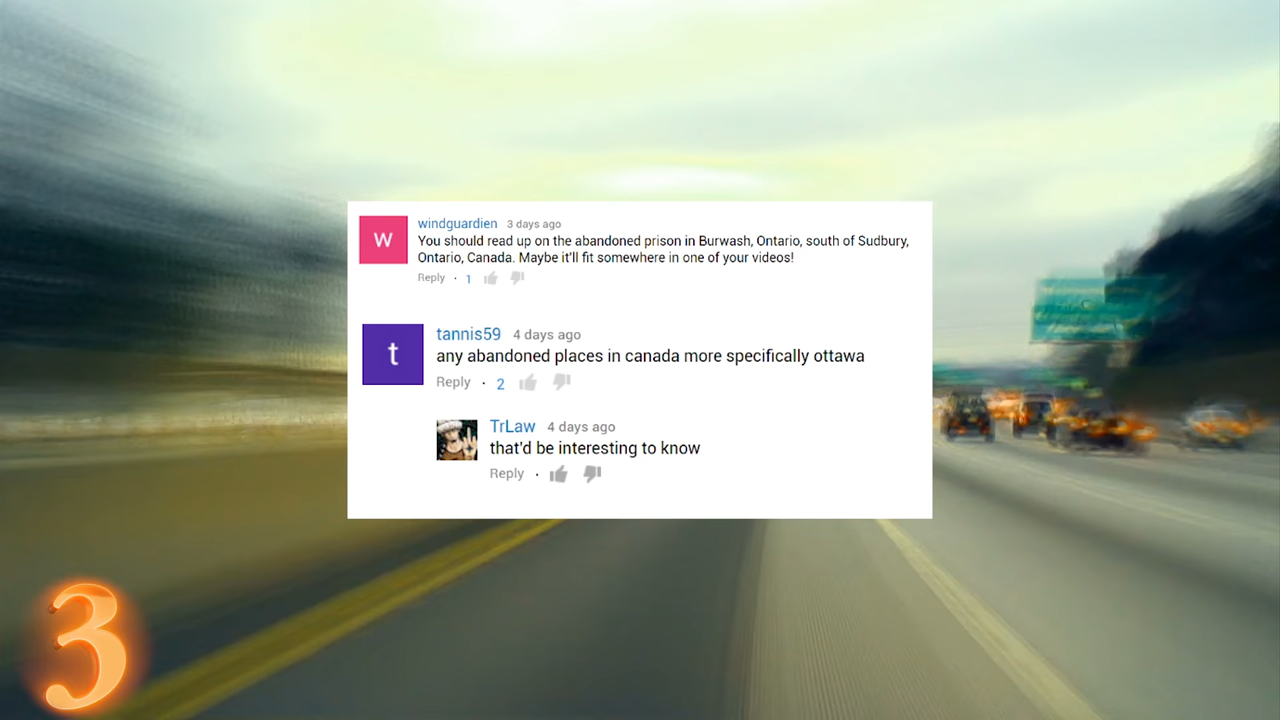 W
windguardien 3 days ago
You should read up on the abandoned prison in Burwash, Ontario, south of Sudbury,
Ontario, Canada. Maybe it'll fit somewhere in one of your videos!
Reply · 1
t
tannis59 4 days ago
any abandoned places in canada more specifically ottawa
Reply · 2
TrLaw 4 days ago
that'd be interesting to know
Reply ·
3